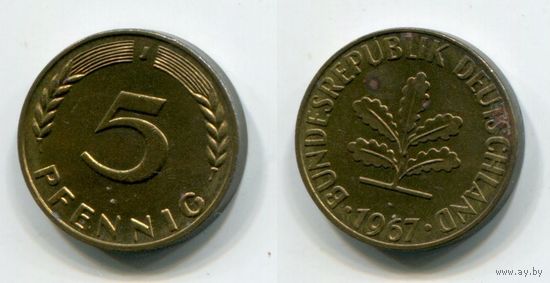 J
5
PFENNIG
BUNDESREPUBLIK DEUTSCHLAND
· 1967 ·
www.ay.by